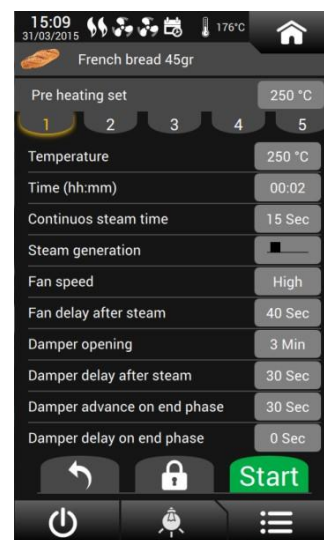 15:09
31/03/2015
176°C
French bread 45gr
Pre heating set 250 °C
1 2 3 4 5
Temperature 250 °C
Time (hh:mm) 00:02
Continuos steam time 15 Sec
Steam generation
Fan speed High
Fan delay after steam 40 Sec
Damper opening 3 Min
Damper delay after steam 30 Sec
Damper advance on end phase 30 Sec
Damper delay on end phase 0 Sec
Start